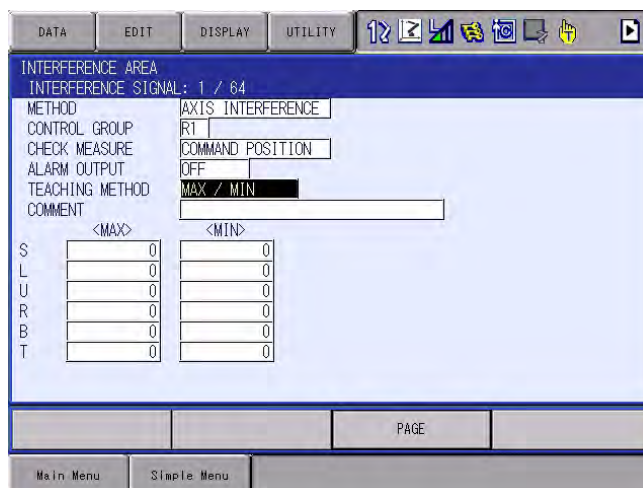 DATA EDIT DISPLAY UTILITY
INTERFERENCE AREA
INTERFERENCE SIGNAL: 1 / 64
METHOD AXIS INTERFERENCE
CONTROL GROUP R1
CHECK MEASURE COMMAND POSITION
ALARM OUTPUT OFF
TEACHING METHOD MAX / MIN
COMMENT
<MAX> <MIN>
S 0 0
L 0 0
U 0 0
R 0 0
B 0 0
T 0 0
PAGE
Main Menu Simple Menu